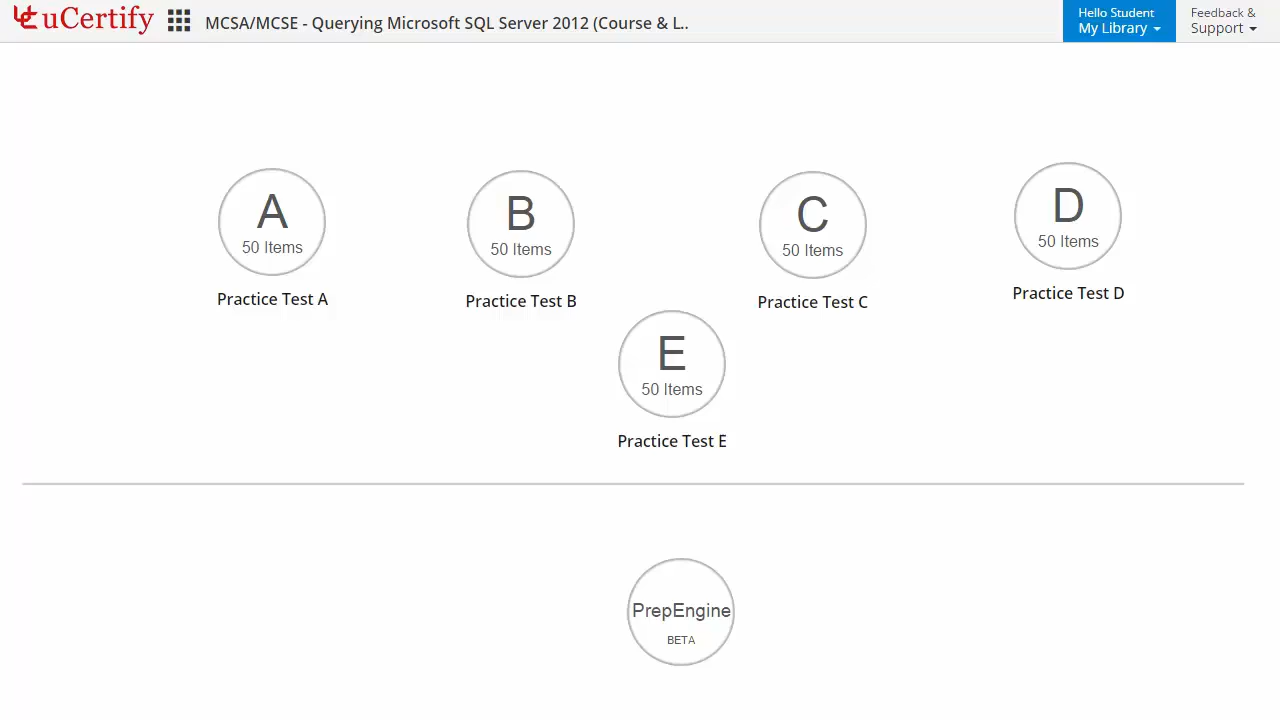 uCertify
MCSA/MCSE - Querying Microsoft SQL Server 2012 (Course & L..
Hello Student
My Library
Feedback &
Support
A
50 Items
Practice Test A
B
50 Items
Practice Test B
C
50 Items
Practice Test C
D
50 Items
Practice Test D
E
50 Items
Practice Test E
PrepEngine
BETA